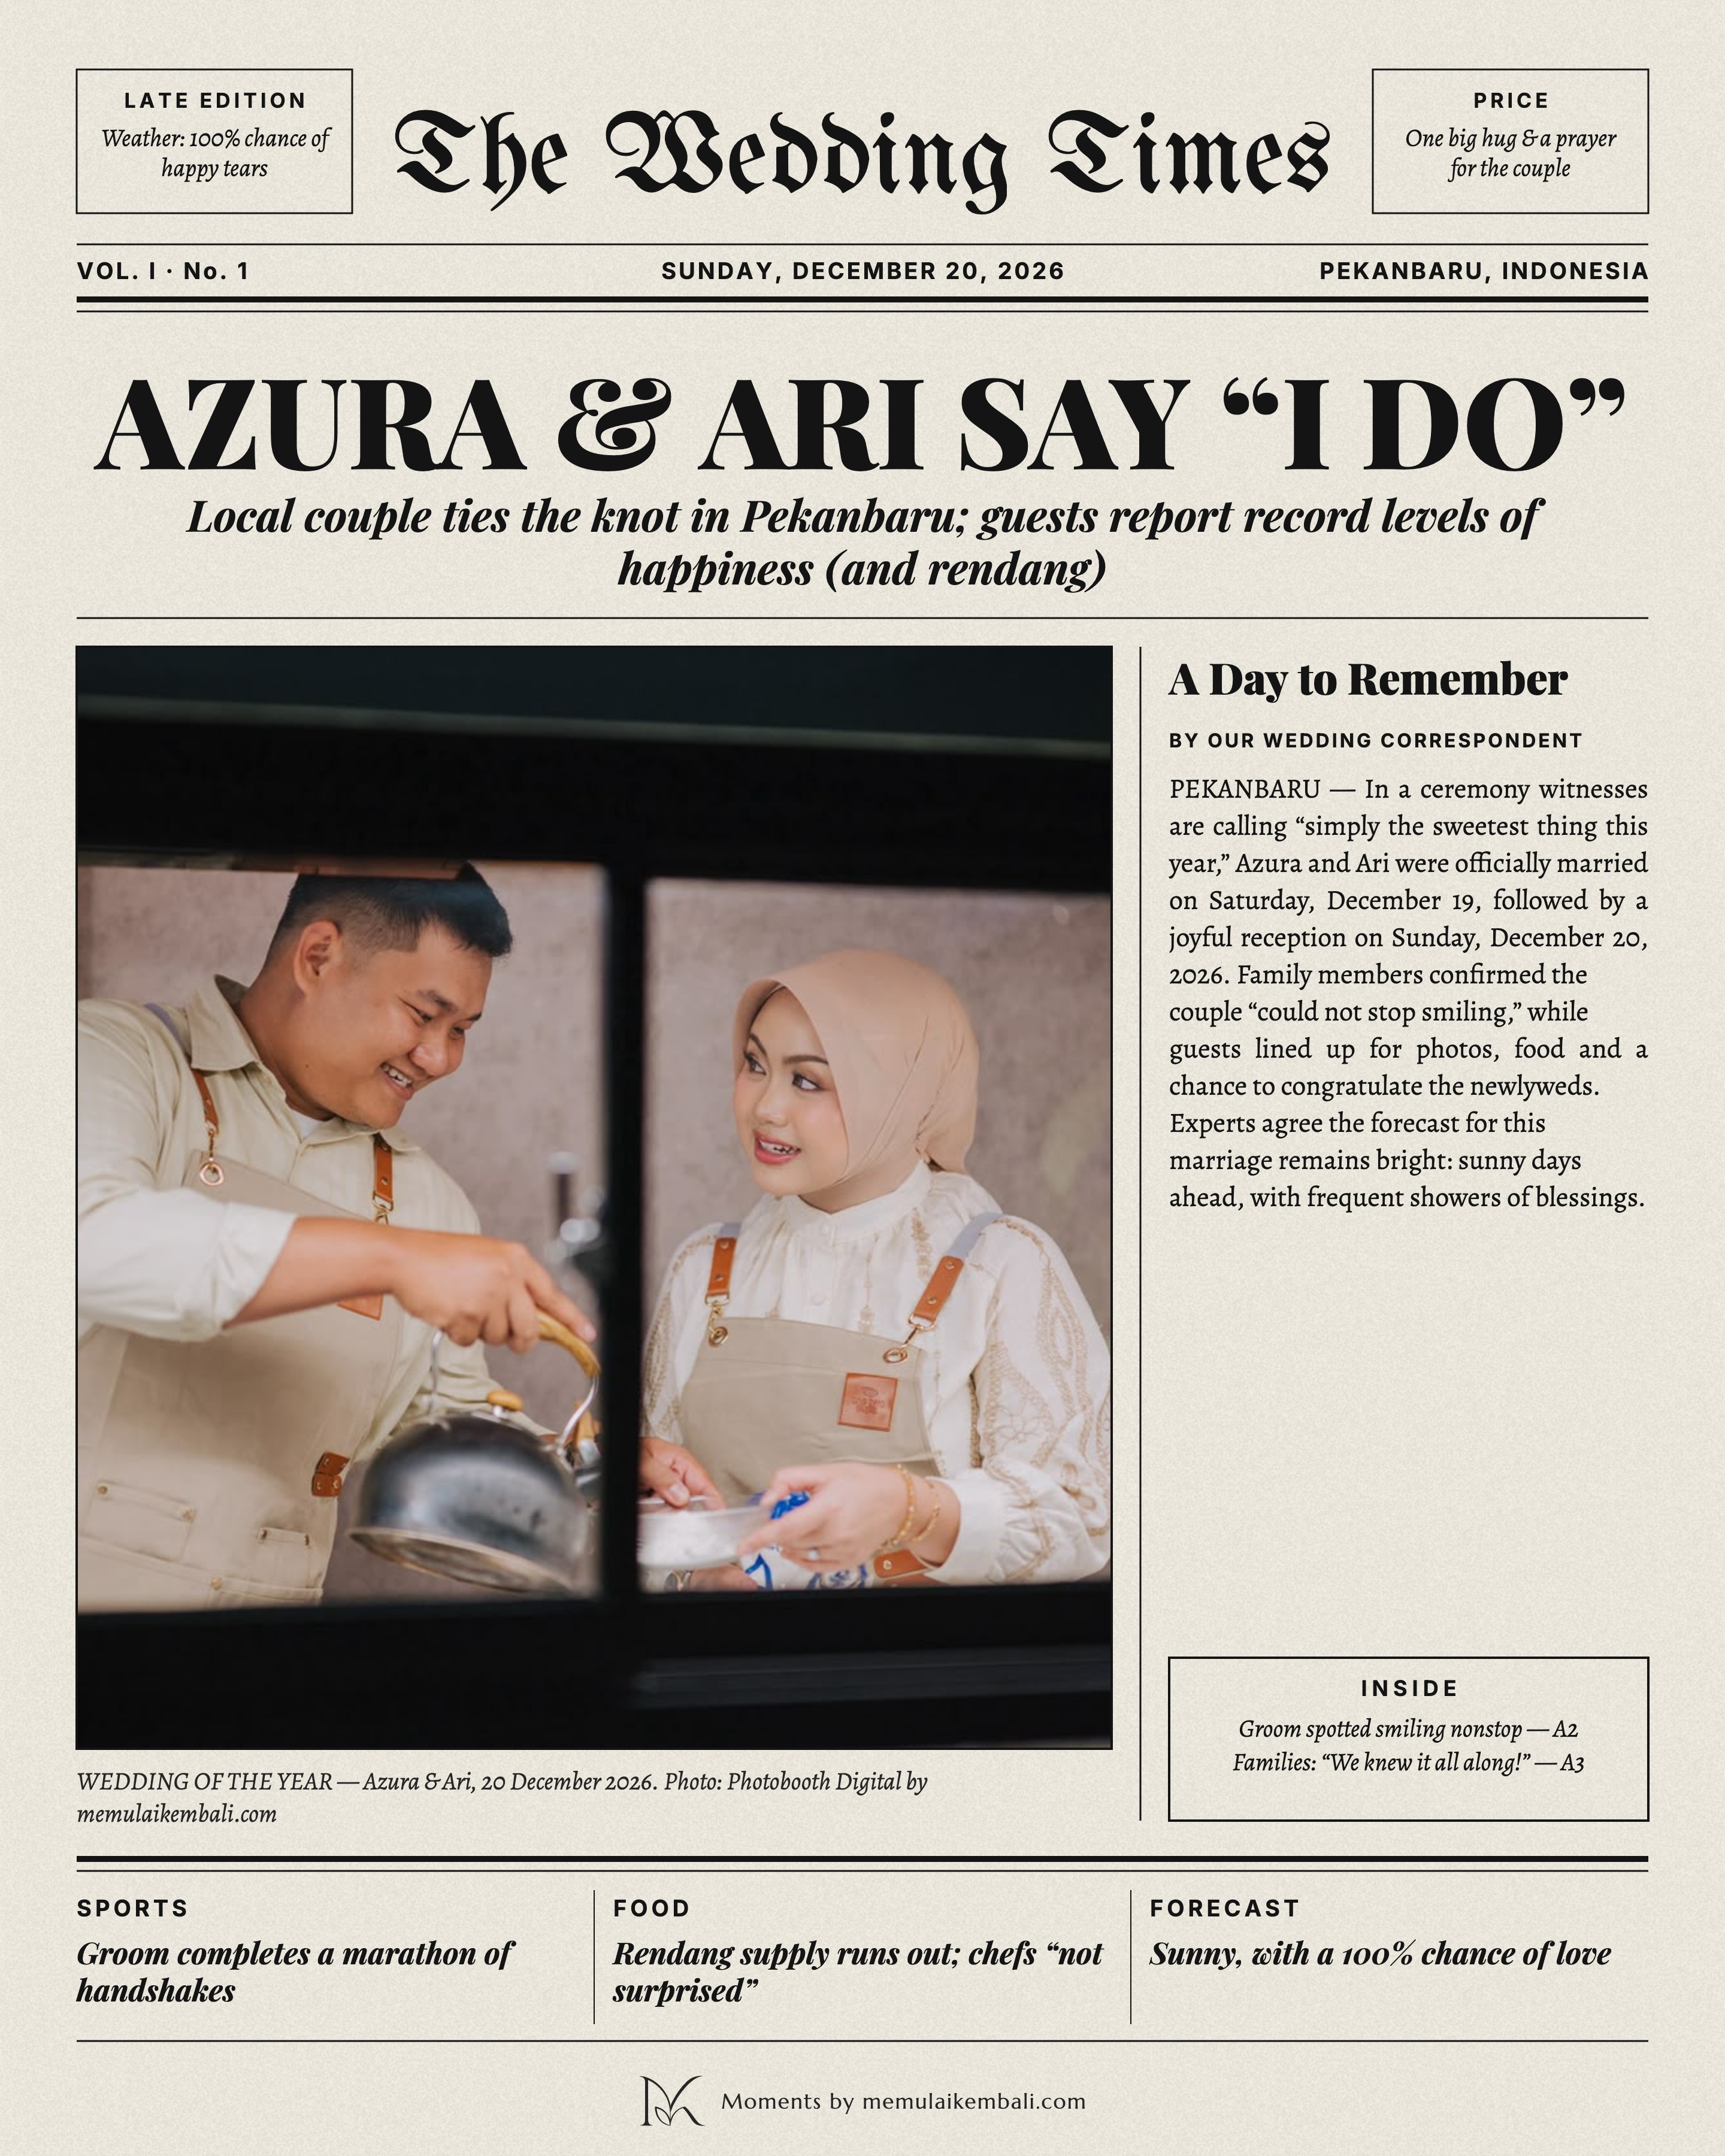 LATE EDITION
Weather: 100% chance of
happy tears
The Wedding Times
PRICE
One big hug & a prayer
for the couple
VOL. I · No. 1
SUNDAY, DECEMBER 20, 2026
PEKANBARU, INDONESIA
AZURA & ARI SAY “I DO”
Local couple ties the knot in Pekanbaru; guests report record levels of
happiness (and rendang)
A Day to Remember
BY OUR WEDDING CORRESPONDENT
PEKANBARU — In a ceremony witnesses
are calling “simply the sweetest thing this
year,” Azura and Ari were officially married
on Saturday, December 19, followed by a
joyful reception on Sunday, December 20,
2026. Family members confirmed the
couple “could not stop smiling,” while
guests lined up for photos, food and a
chance to congratulate the newlyweds.
Experts agree the forecast for this
marriage remains bright: sunny days
ahead, with frequent showers of blessings.
INSIDE
Groom spotted smiling nonstop — A2
Families: “We knew it all along!” — A3
WEDDING OF THE YEAR — Azura & Ari, 20 December 2026. Photo: Photobooth Digital by
memulaikembali.com
SPORTS
Groom completes a marathon of
handshakes
FOOD
Rendang supply runs out; chefs “not
surprised”
FORECAST
Sunny, with a 100% chance of love
Moments by memulaikembali.com